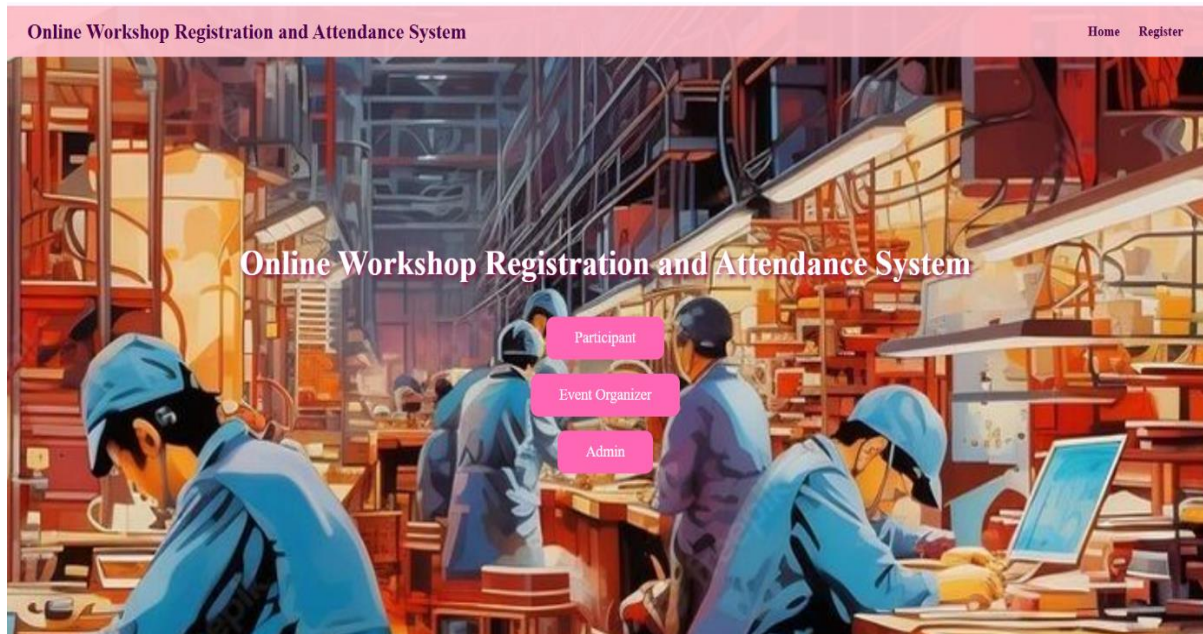 Online Workshop Registration and Attendance System
Home Register
Online Workshop Registration and Attendance System
Participant
Event Organizer
Admin